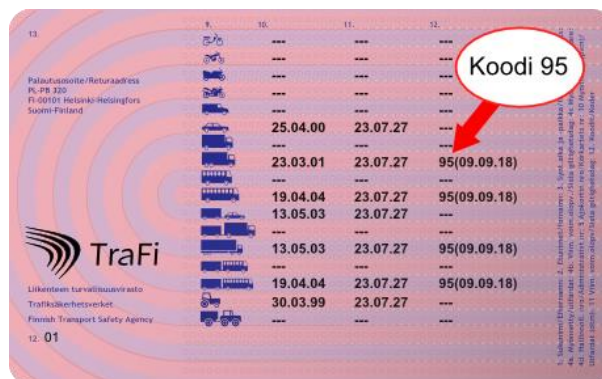 13.
9. 10. 11. 12.
--- --- ---
--- --- ---
--- --- ---
--- --- ---
--- --- ---
25.04.00 23.07.27 ---
--- --- ---
23.03.01 23.07.27 95(09.09.18)
--- --- ---
19.04.04 23.07.27 95(09.09.18)
13.05.03 23.07.27 ---
--- --- ---
13.05.03 23.07.27 95(09.09.18)
--- --- ---
19.04.04 23.07.27 95(09.09.18)
30.03.99 23.07.27 ---
--- --- ---
Koodi 95
Palautusosoite/Returaadress
PL-PB 320
FI-00101 Helsinki-Helsingfors
Suomi-Finland
TraFi
Liikenteen turvallisuusvirasto
Trafiksäkerhetsverket
Finnish Transport Safety Agency
12. 01